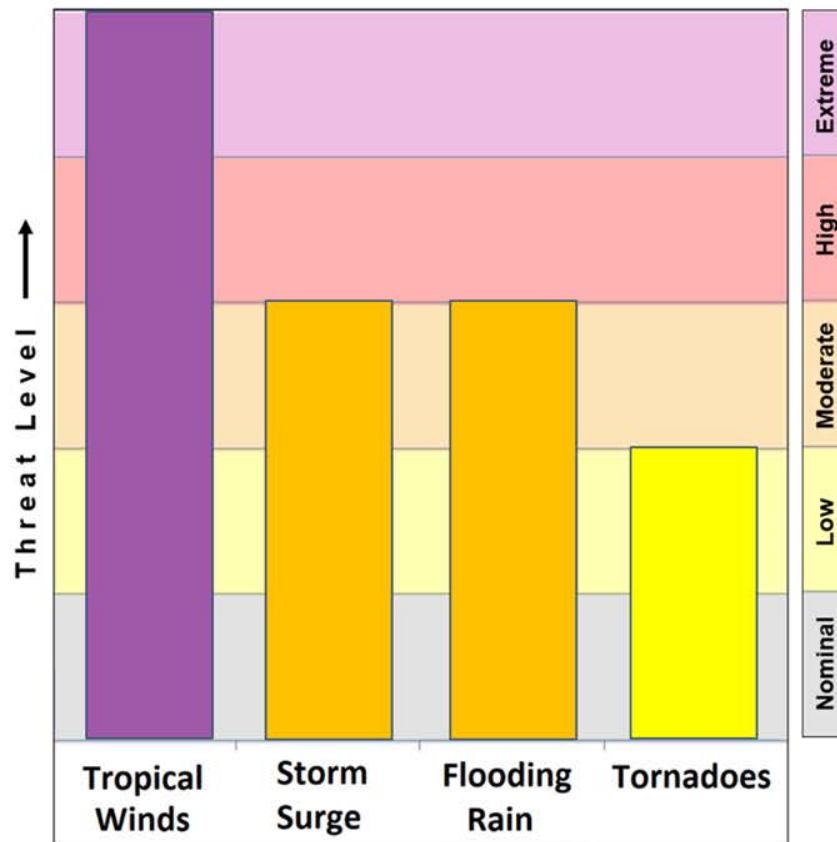 Threat Level
Extreme
High
Moderate
Low
Nominal
Tropical
Winds
Storm
Surge
Flooding
Rain
Tornadoes